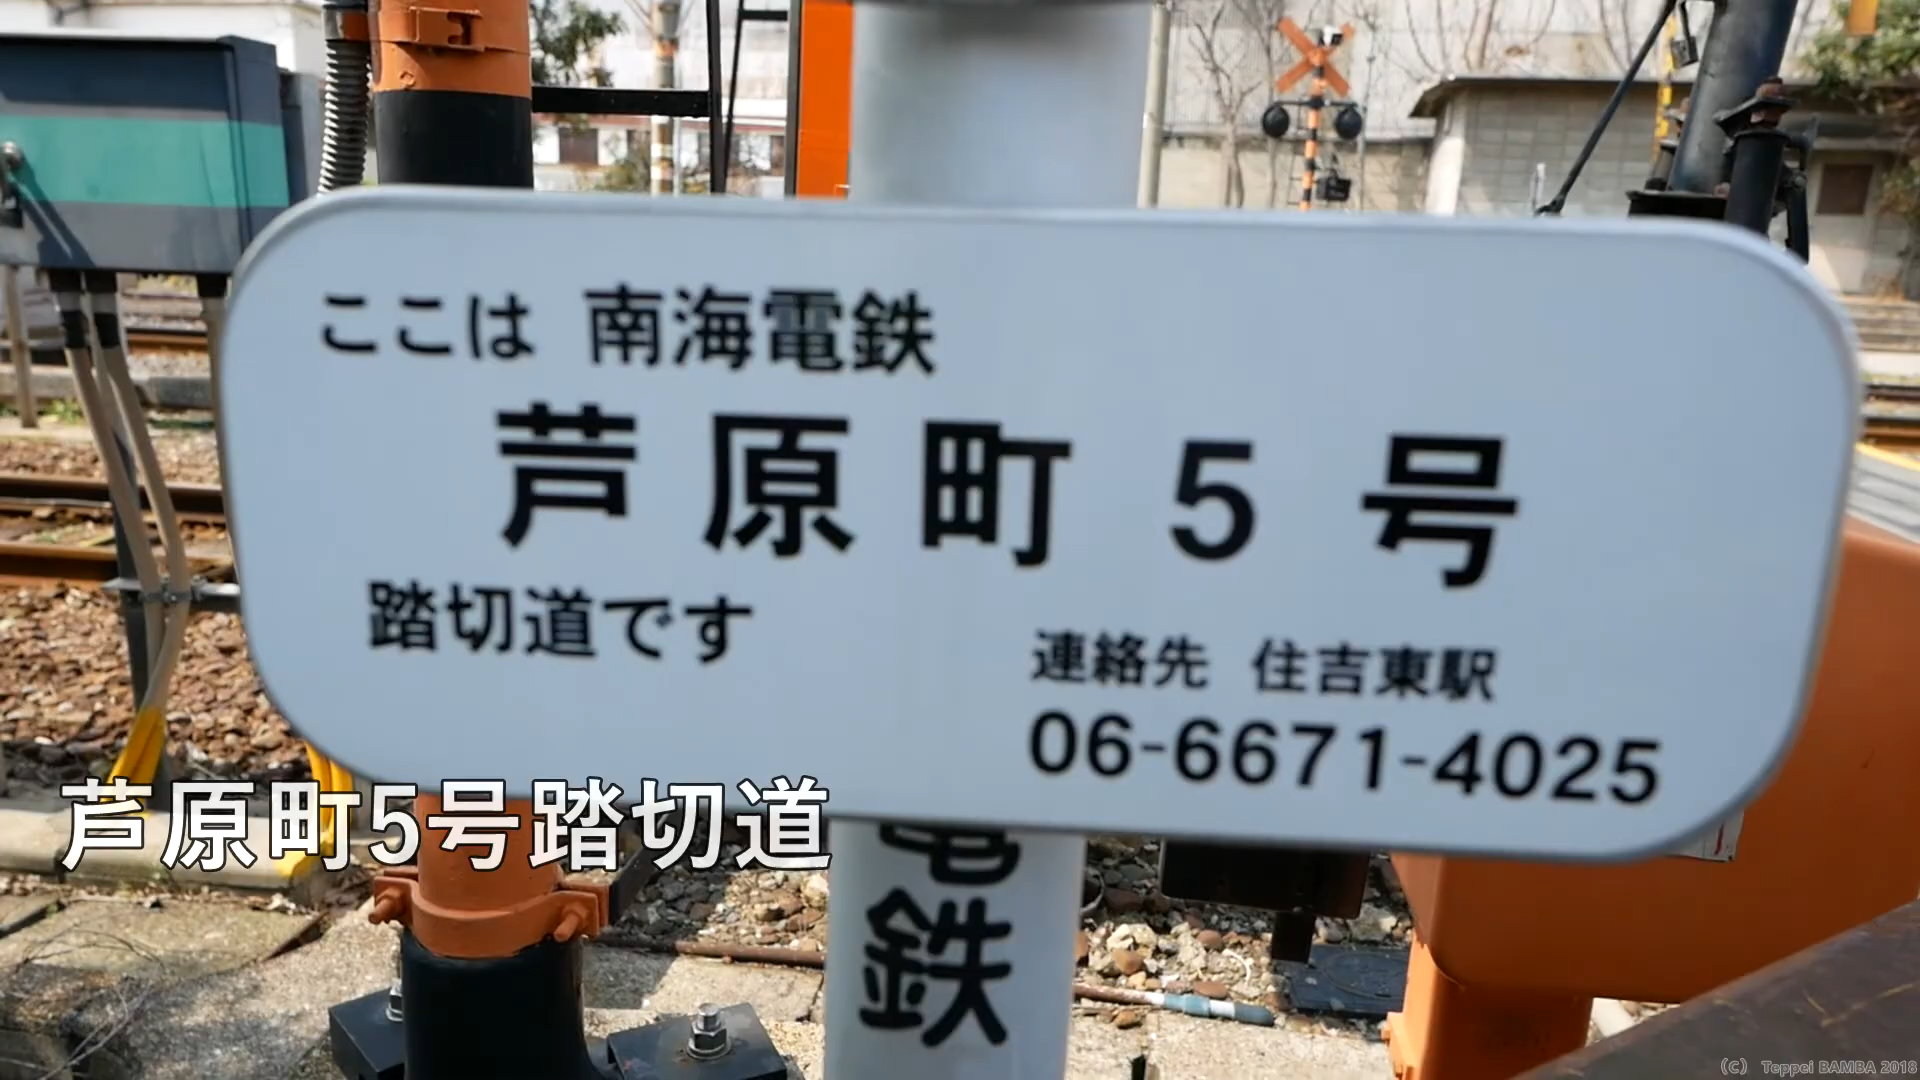 ここは 南海電鉄
芦原町 5号
踏切道です
連絡先 住吉東駅
06-6671-4025
電鉄
芦原町5号踏切道
(C) Teppei BAMBA 2018